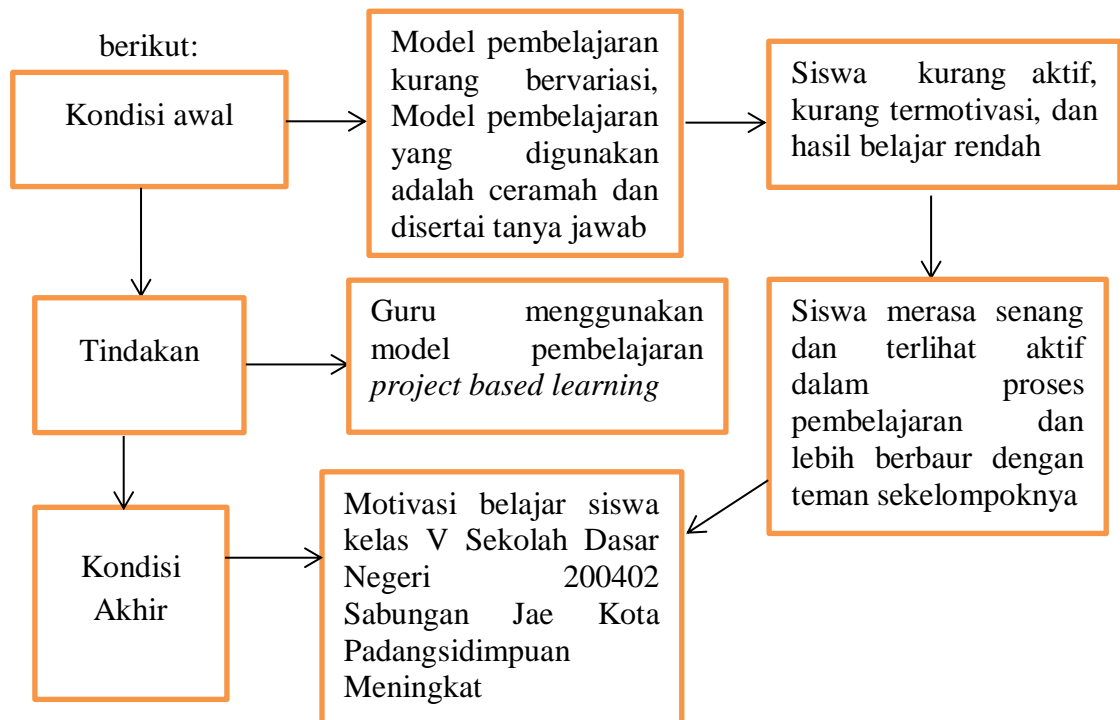 berikut:
Kondisi awal
Model pembelajaran
kurang bervariasi,
Model pembelajaran
yang digunakan
adalah ceramah dan
disertai tanya jawab
Siswa kurang aktif,
kurang termotivasi, dan
hasil belajar rendah
Tindakan
Guru menggunakan
model pembelajaran
project based learning
Siswa merasa senang
dan terlihat aktif
dalam proses
pembelajaran dan
lebih berbaur dengan
teman sekelompoknya
Kondisi
Akhir
Motivasi belajar siswa
kelas V Sekolah Dasar
Negeri 200402
Sabungan Jae Kota
Padangsidimpuan
Meningkat